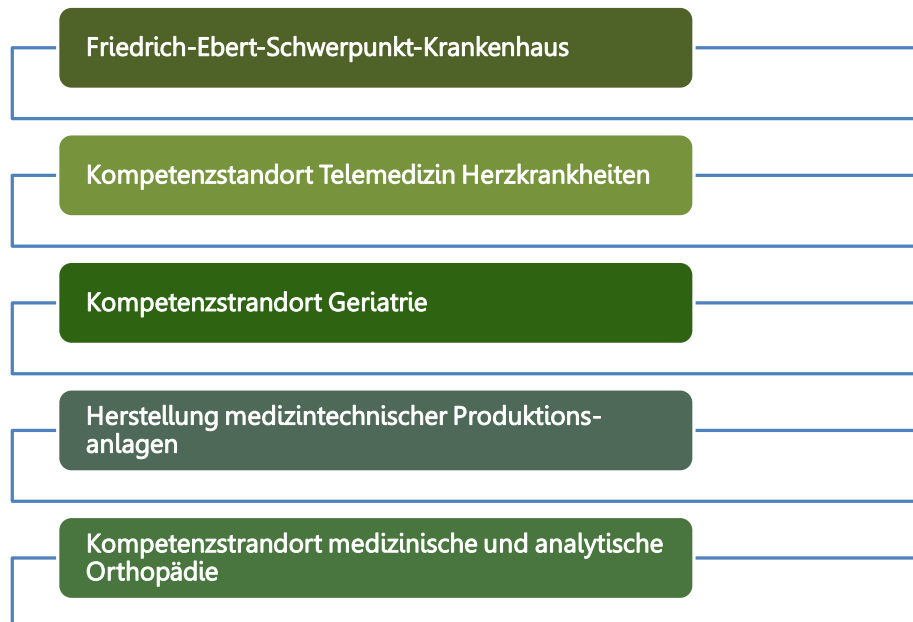 Friedrich-Ebert-Schwerpunkt-Krankenhaus
Kompetenzstandort Telemedizin Herzkrankheiten
Kompetenzstrandort Geriatrie
Herstellung medizintechnischer Produktions-
anlagen
Kompetenzstrandort medizinische und analytische
Orthopädie